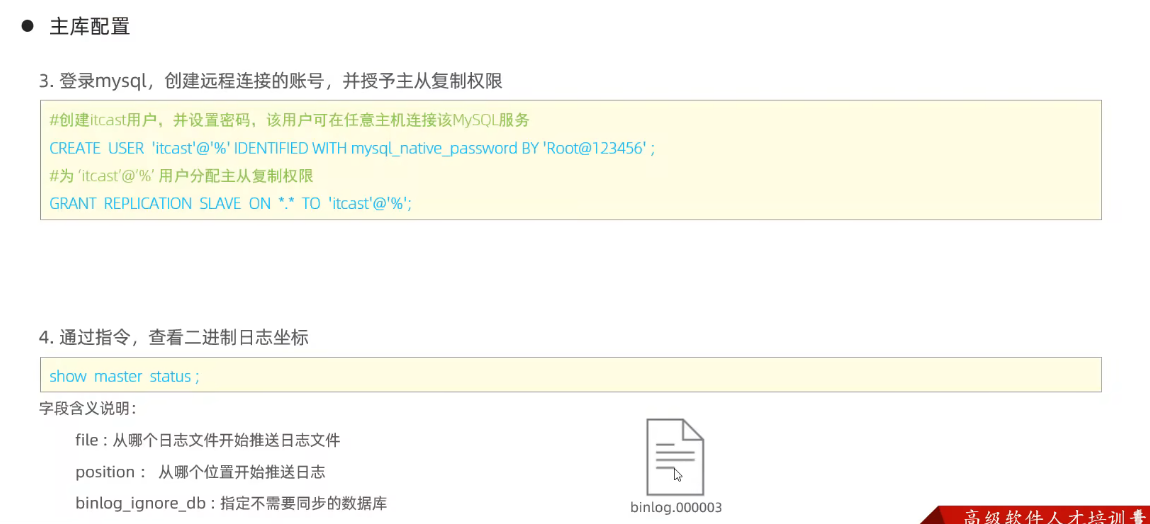 ● 主库配置
3. 登录mysql，创建远程连接的账号，并授予主从复制权限
#创建itcast用户，并设置密码，该用户可在任意主机连接该MySQL服务
CREATE USER 'itcast'@'%' IDENTIFIED WITH mysql_native_password BY 'Root@123456' ;
#为 'itcast'@'%' 用户分配主从复制权限
GRANT REPLICATION SLAVE ON *.* TO 'itcast'@'%';
4. 通过指令，查看二进制日志坐标
show master status ;
字段含义说明：
file : 从哪个日志文件开始推送日志文件
position ： 从哪个位置开始推送日志
binlog_ignore_db : 指定不需要同步的数据库
binlog.000003
高级软件人才培训